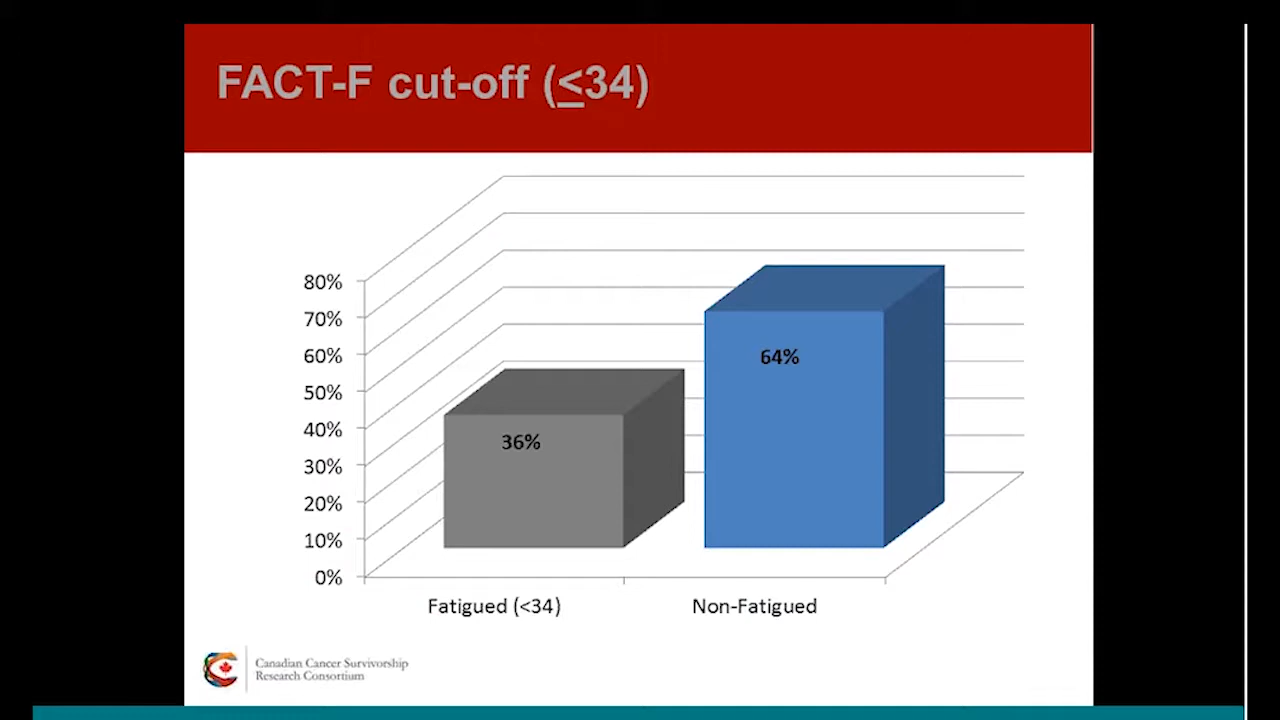 FACT-F cut-off (≤34)
80%
70%
60%
50%
40%
30%
20%
10%
0%
36%
64%
Fatigued (<34)
Non-Fatigued
Canadian Cancer Survivorship
Research Consortium